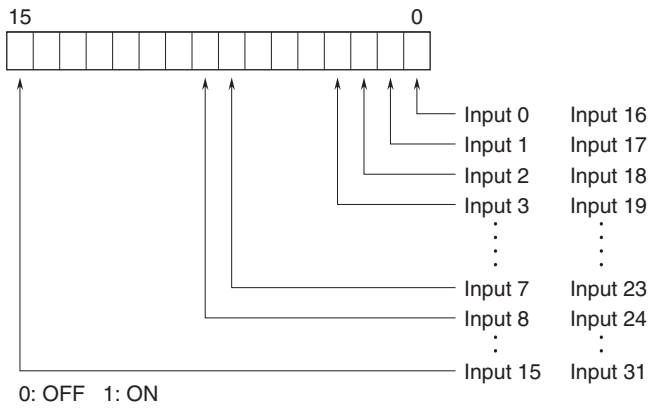 15 0
Input 0 Input 16
Input 1 Input 17
Input 2 Input 18
Input 3 Input 19
Input 7 Input 23
Input 8 Input 24
Input 15 Input 31
0: OFF 1: ON